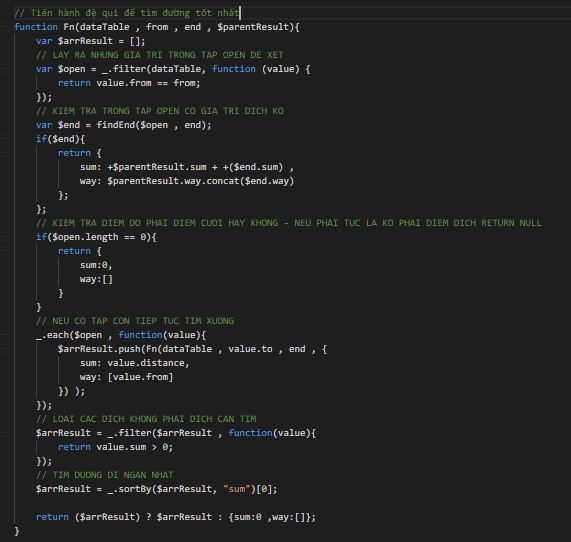 // Tiến hành đệ qui để tìm đường tốt nhất
function Fn(dataTable , from , end , $parentResult){
    var $arrResult = [];
    // LAY RA NHUNG GIA TRI TRONG TAP OPEN DE XET
    var $open = _.filter(dataTable, function (value) {
        return value.from == from;
    });
    // KIEM TRA TRONG TAP OPEN CO GIA TRI DICH KO
    var $end = findEnd($open , end);
    if($end){
        return {
            sum: +$parentResult.sum + +($end.sum) ,
            way: $parentResult.way.concat($end.way)
        };
    };
    // KIEM TRA DIEM DO PHAI DIEM CUOI HAY KHONG - NEU PHAI TUC LA KO PHAI DIEM DICH RETURN NULL
    if($open.length == 0){
        return {
            sum:0,
            way:[]
        }
    }
    // NEU CO TAP CON TIEP TUC TIM XUONG
    _.each($open , function(value){
        $arrResult.push(Fn(dataTable , value.to , end , {
            sum: value.distance,
            way: [value.from]
        }) );
    });
    // LOAI CAC DICH KHONG PHAI DICH CAN TIM
    $arrResult = _.filter($arrResult , function(value){
        return value.sum > 0;
    });
    // TIM DUONG DI NGAN NHAT
    $arrResult = _.sortBy($arrResult, "sum")[0];

    return ($arrResult) ? $arrResult : {sum:0 ,way:[]};
}